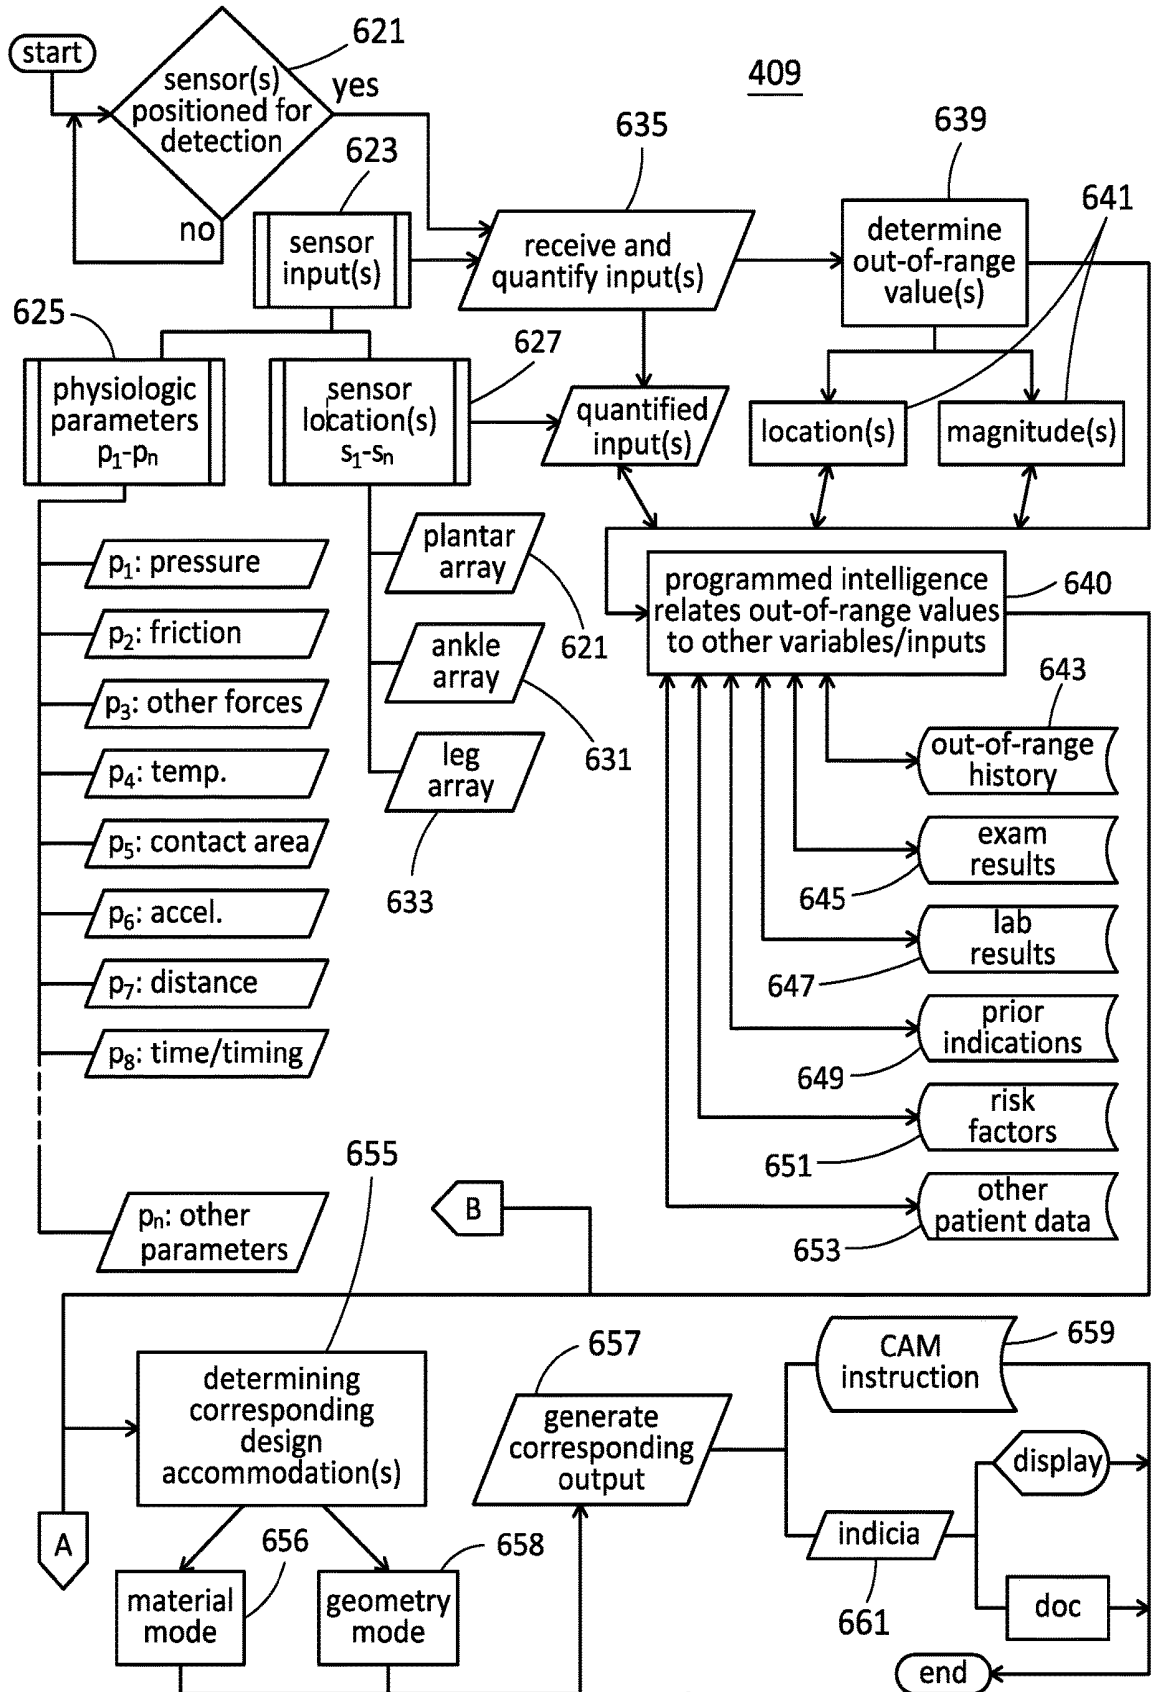 start
621
sensor(s)
positioned for
detection
yes
no
409
623
sensor
input(s)
635
receive and
quantify input(s)
639
determine
out-of-range
value(s)
641
625
physiologic
parameters
p₁-pₙ
627
sensor
location(s)
s₁-sₙ
quantified
input(s)
location(s)
magnitude(s)
p₁: pressure
p₂: friction
p₃: other forces
p₄: temp.
p₅: contact area
p₆: accel.
p₇: distance
p₈: time/timing
pₙ: other
parameters
plantar
array
621
ankle
array
631
leg
array
633
programmed intelligence
relates out-of-range values
to other variables/inputs
640
643
out-of-range
history
exam
results
645
lab
results
647
prior
indications
649
risk
factors
651
other
patient data
653
655
B
determining
corresponding
design
accommodation(s)
A
656
material
mode
658
geometry
mode
657
generate
corresponding
output
CAM
instruction
659
display
indicia
661
doc
end